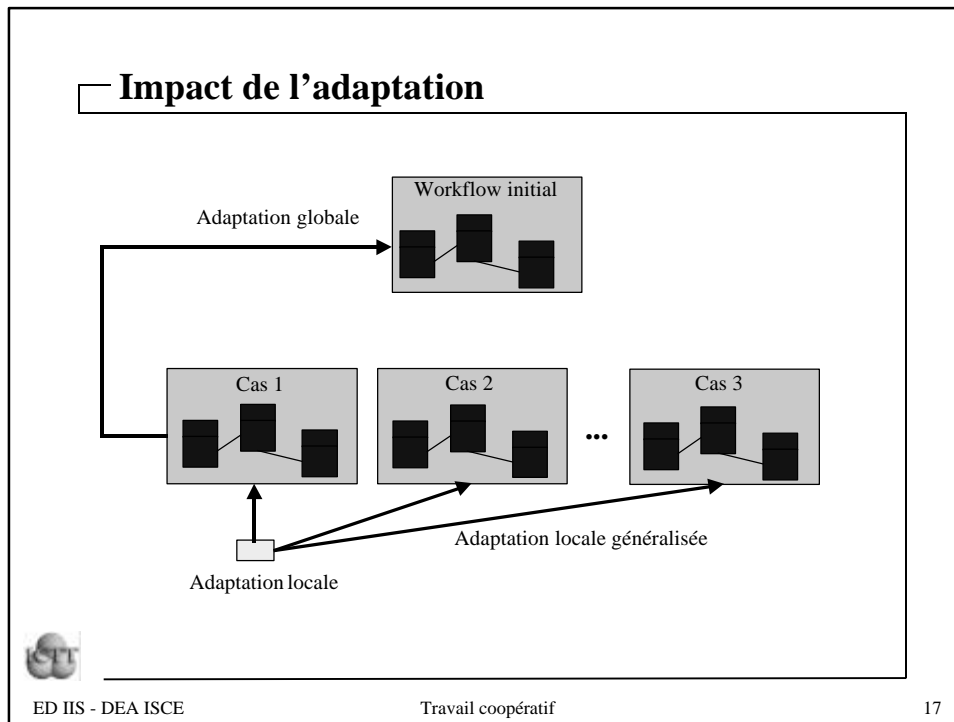 Impact de l’adaptation
Workflow initial
Adaptation globale
Cas 1
Cas 2
Cas 3
...
Adaptation locale généralisée
Adaptation locale
ICTT
ED IIS - DEA ISCE
Travail coopératif
17